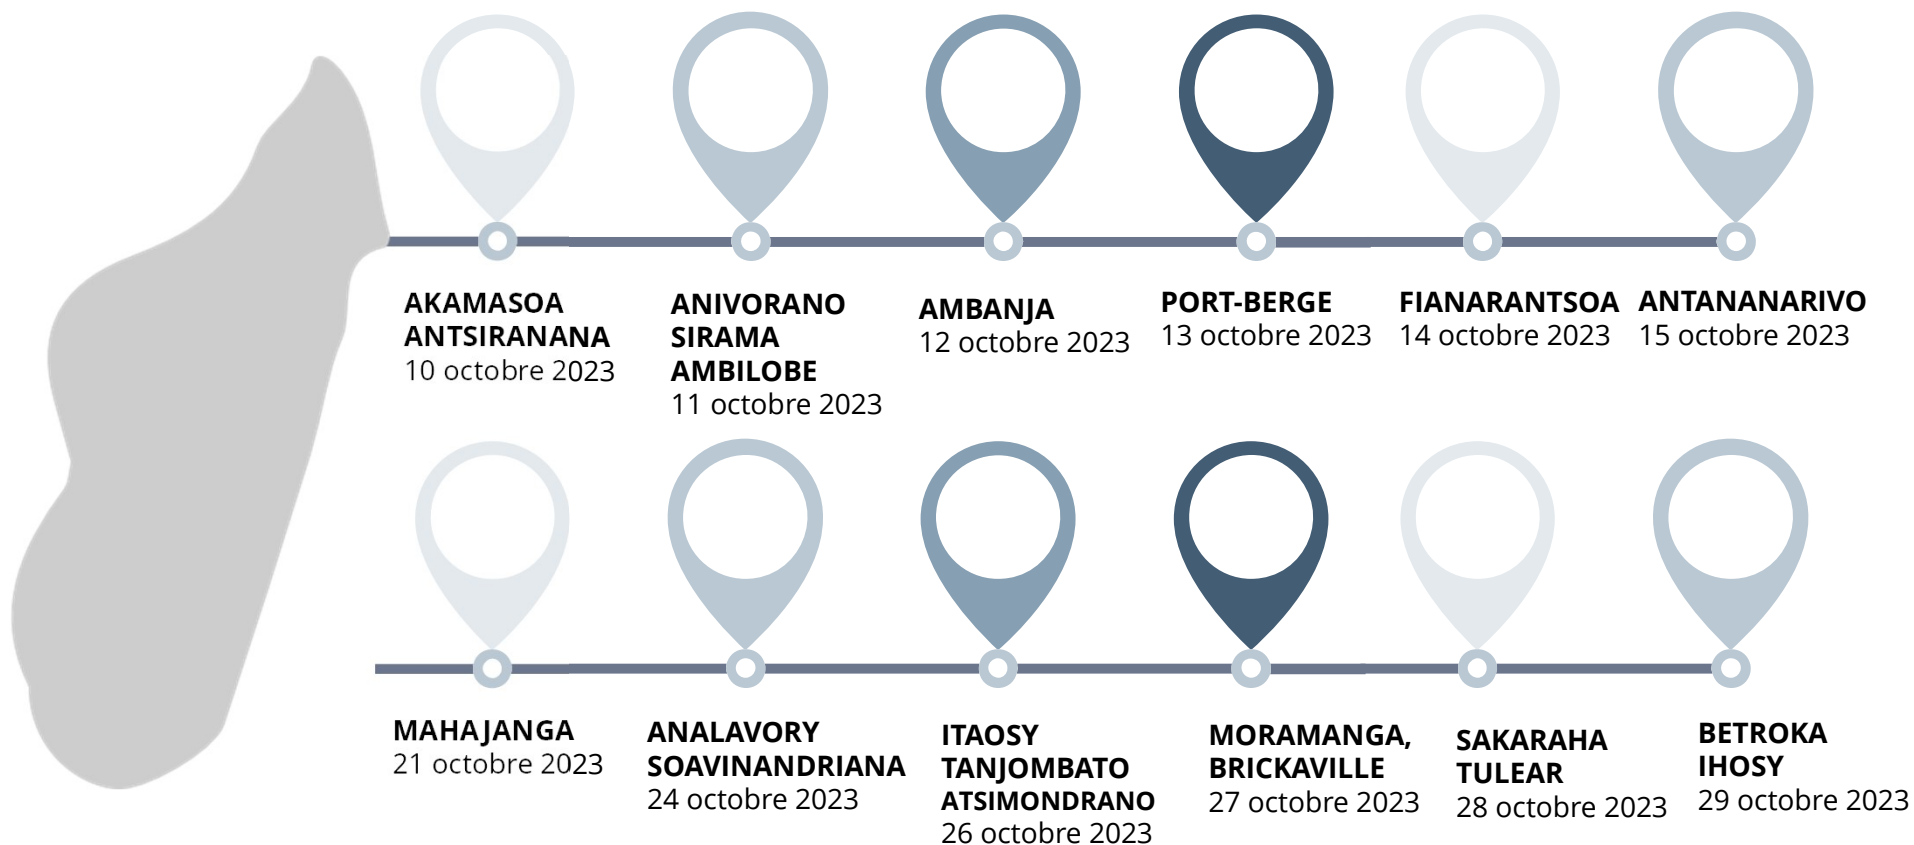 AKAMASOA
ANTSIRANANA
10 octobre 2023
ANIVORANO
SIRAMA
AMBILOBE
11 octobre 2023
AMBANJA
12 octobre 2023
PORT-BERGE
13 octobre 2023
FIANARANTSOA
14 octobre 2023
ANTANANARIVO
15 octobre 2023
MAHAJANGA
21 octobre 2023
ANALAVORY
SOAVINANDRIANA
24 octobre 2023
ITAOSY
TANJOMBATO
ATSIMONDRANO
26 octobre 2023
MORAMANGA,
BRICKAVILLE
27 octobre 2023
SAKARAHA
TULEAR
28 octobre 2023
BETROKA
IHOSY
29 octobre 2023